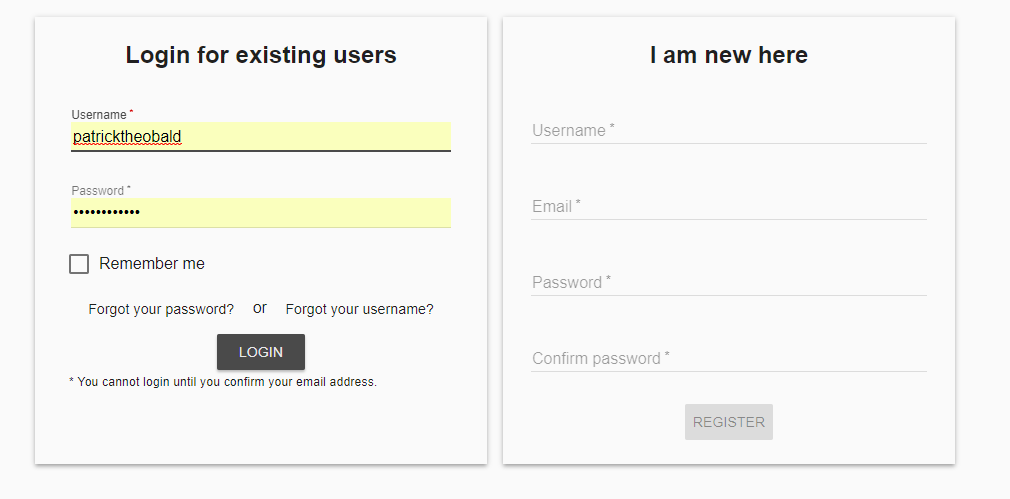 Login for existing users
Username *
patricktheobald
Password *
••••••••••••
Remember me
Forgot your password? or Forgot your username?
LOGIN
* You cannot login until you confirm your email address.
I am new here
Username *
Email *
Password *
Confirm password *
REGISTER